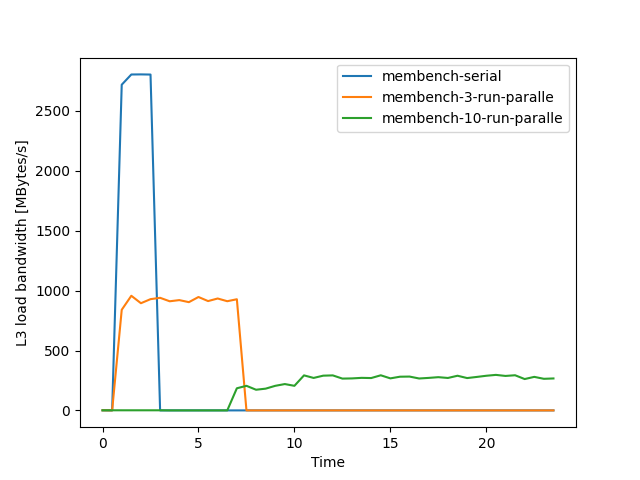 membench-serial
membench-3-run-paralle
membench-10-run-paralle
2500
2000
1500
1000
500
0
L3 load bandwidth [MBytes/s]
0 5 10 15 20
Time